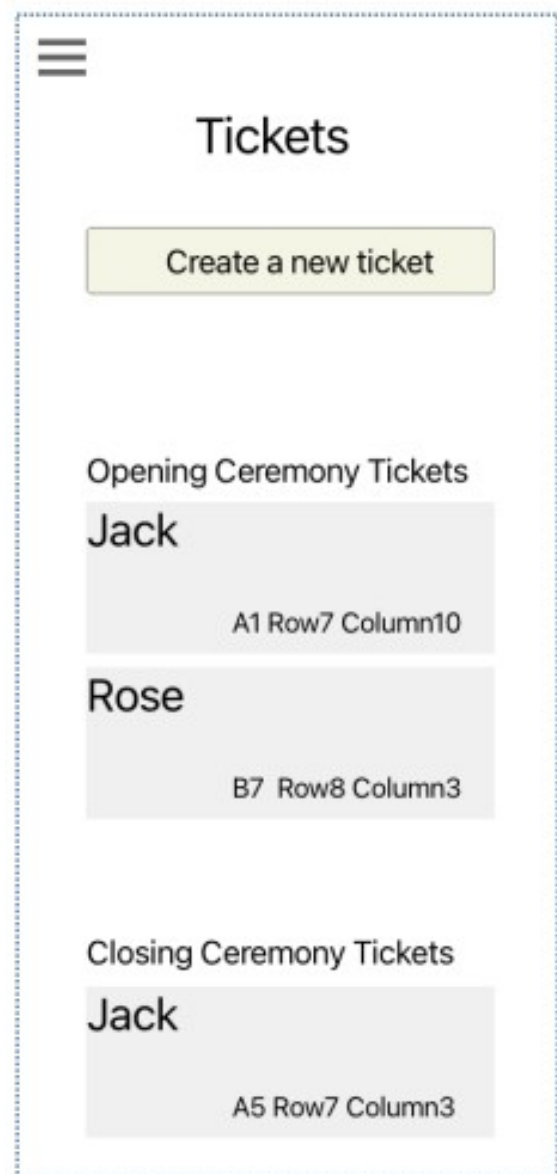 Tickets
Create a new ticket
Opening Ceremony Tickets
Jack
A1 Row7 Column10
Rose
B7 Row8 Column3
Closing Ceremony Tickets
Jack
A5 Row7 Column3